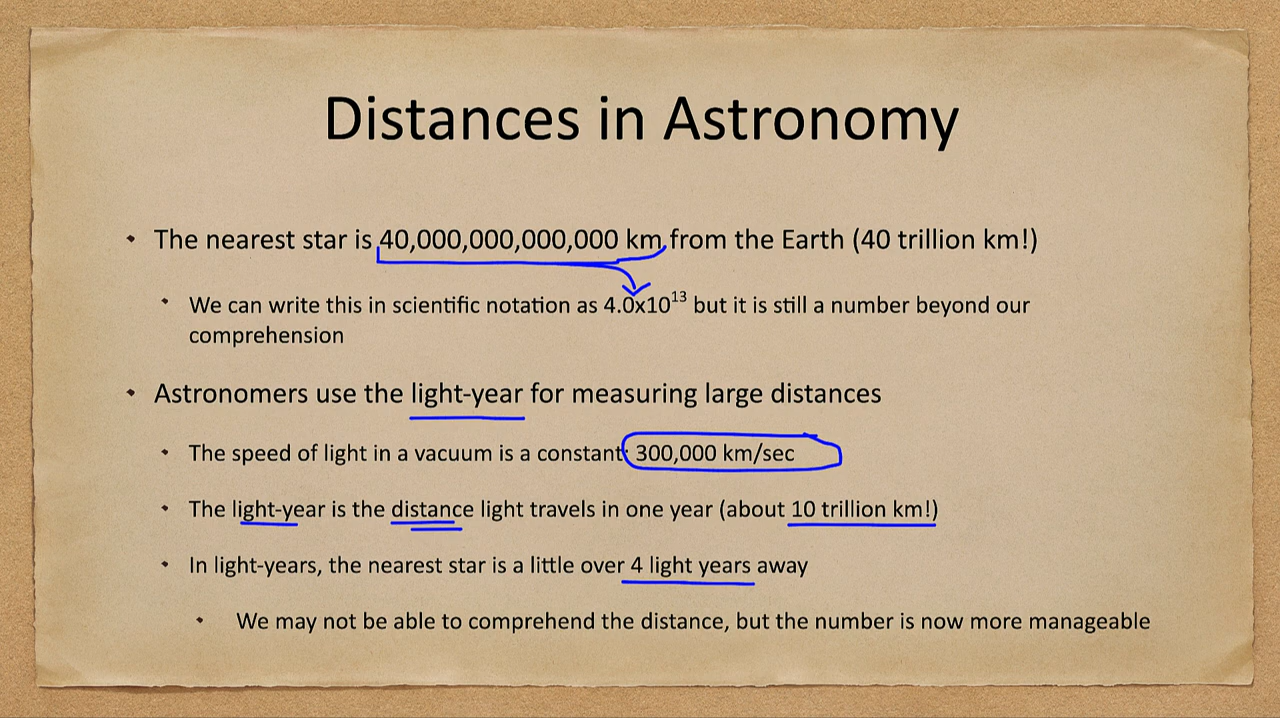 Distances in Astronomy
• The nearest star is 40,000,000,000,000 km from the Earth (40 trillion km!)
• We can write this in scientific notation as 4.0x10¹³ but it is still a number beyond our
comprehension
• Astronomers use the light-year for measuring large distances
• The speed of light in a vacuum is a constant: 300,000 km/sec
• The light-year is the distance light travels in one year (about 10 trillion km!)
• In light-years, the nearest star is a little over 4 light years away
• We may not be able to comprehend the distance, but the number is now more manageable